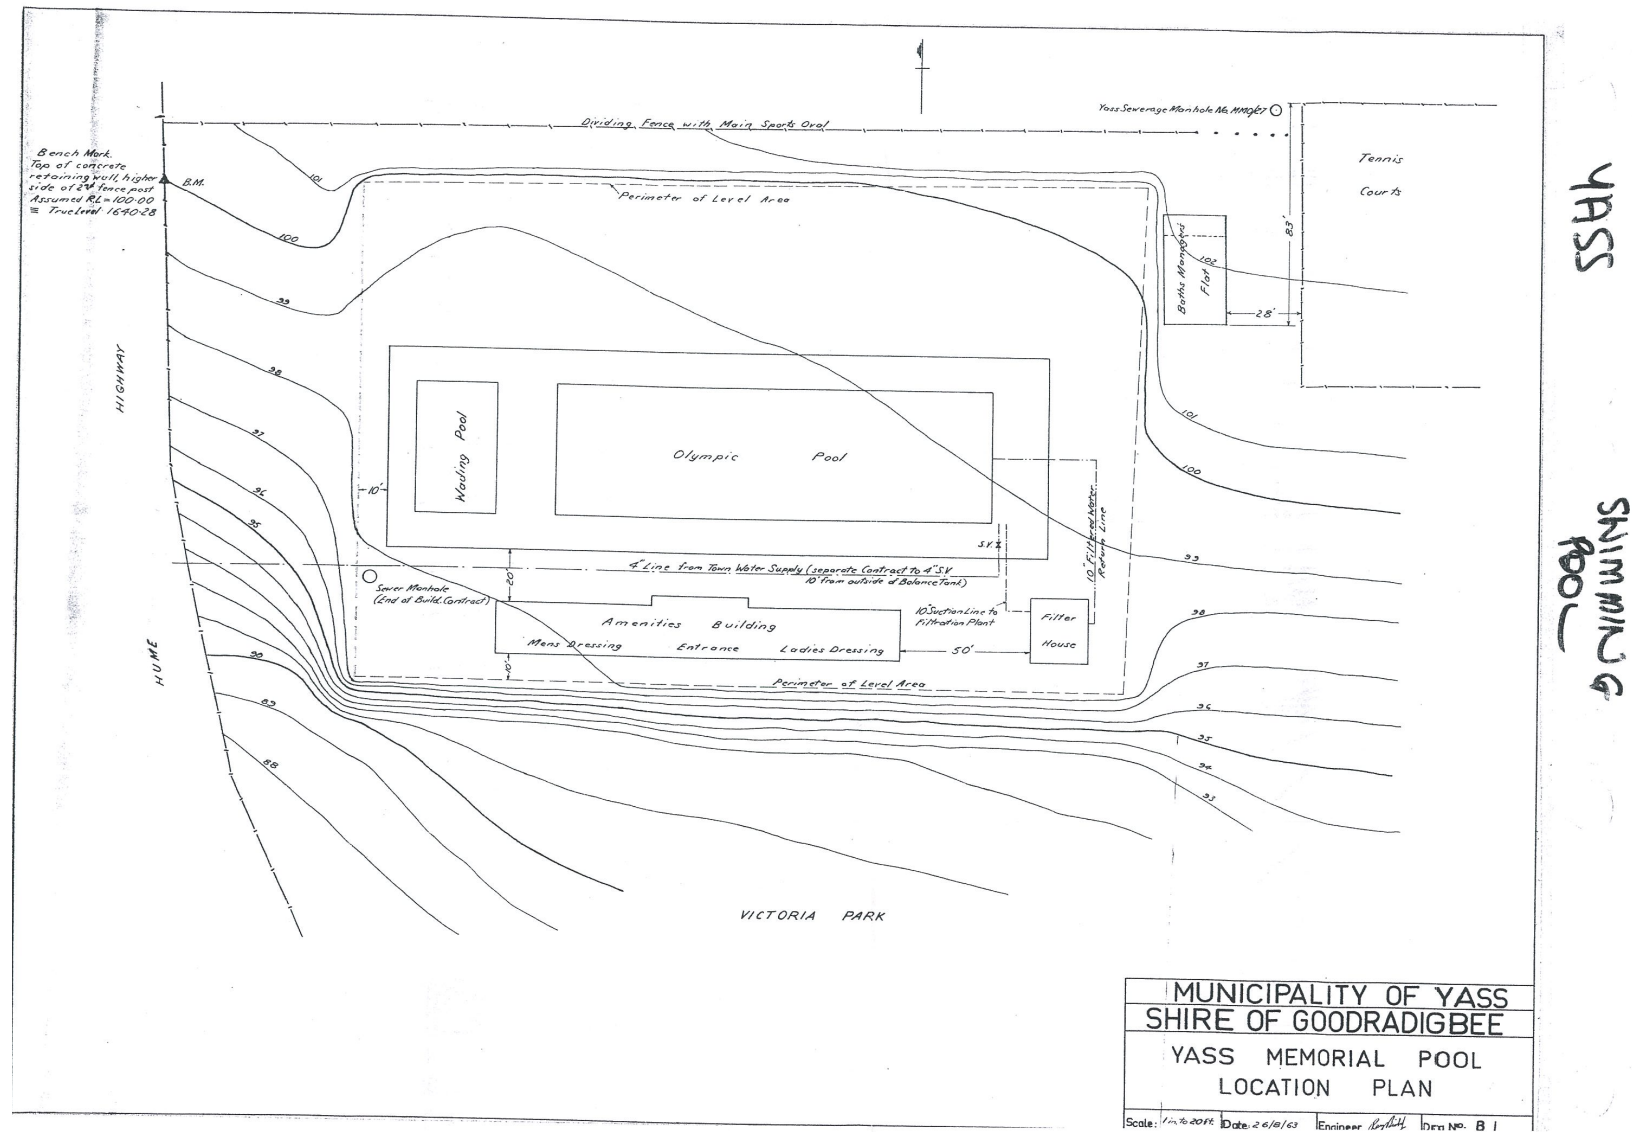 Yass Sewerage Manhole No. MMQ/27
Dividing Fence with Main Sports Oval
Bench Mark.
Top of concrete
retaining wall, higher
side of 2nd fence post
Assumed R.L = 100·00
≡ True Level 1640·28
B.M.
101
Perimeter of Level Area
100
99
Tennis
Courts
83'
Baths Managers
Flat
102
28'
HIGHWAY
98
97
96
95
Wading Pool
Olympic Pool
10'
101
100
10" Filtered Water
Return Line
99
S.V.
4" Line from Town Water Supply (separate Contract to 4" S.V
10' from outside of Balance Tank)
20'
Sewer Manhole
(End of Build. Contract)
10" Suction Line to
Filtration Plant
Filter
House
Amenities Building
Mens Dressing Entrance Ladies Dressing
50'
10'
98
97
96
95
94
93
Perimeter of Level Area
HUME
90
89
88
VICTORIA PARK
YASS
SWIMMING
POOL
MUNICIPALITY OF YASS
SHIRE OF GOODRADIGBEE
YASS MEMORIAL POOL
LOCATION PLAN
Scale: 1 in. to 20 ft. Date: 26/8/63 Engineer Drg No. B 1